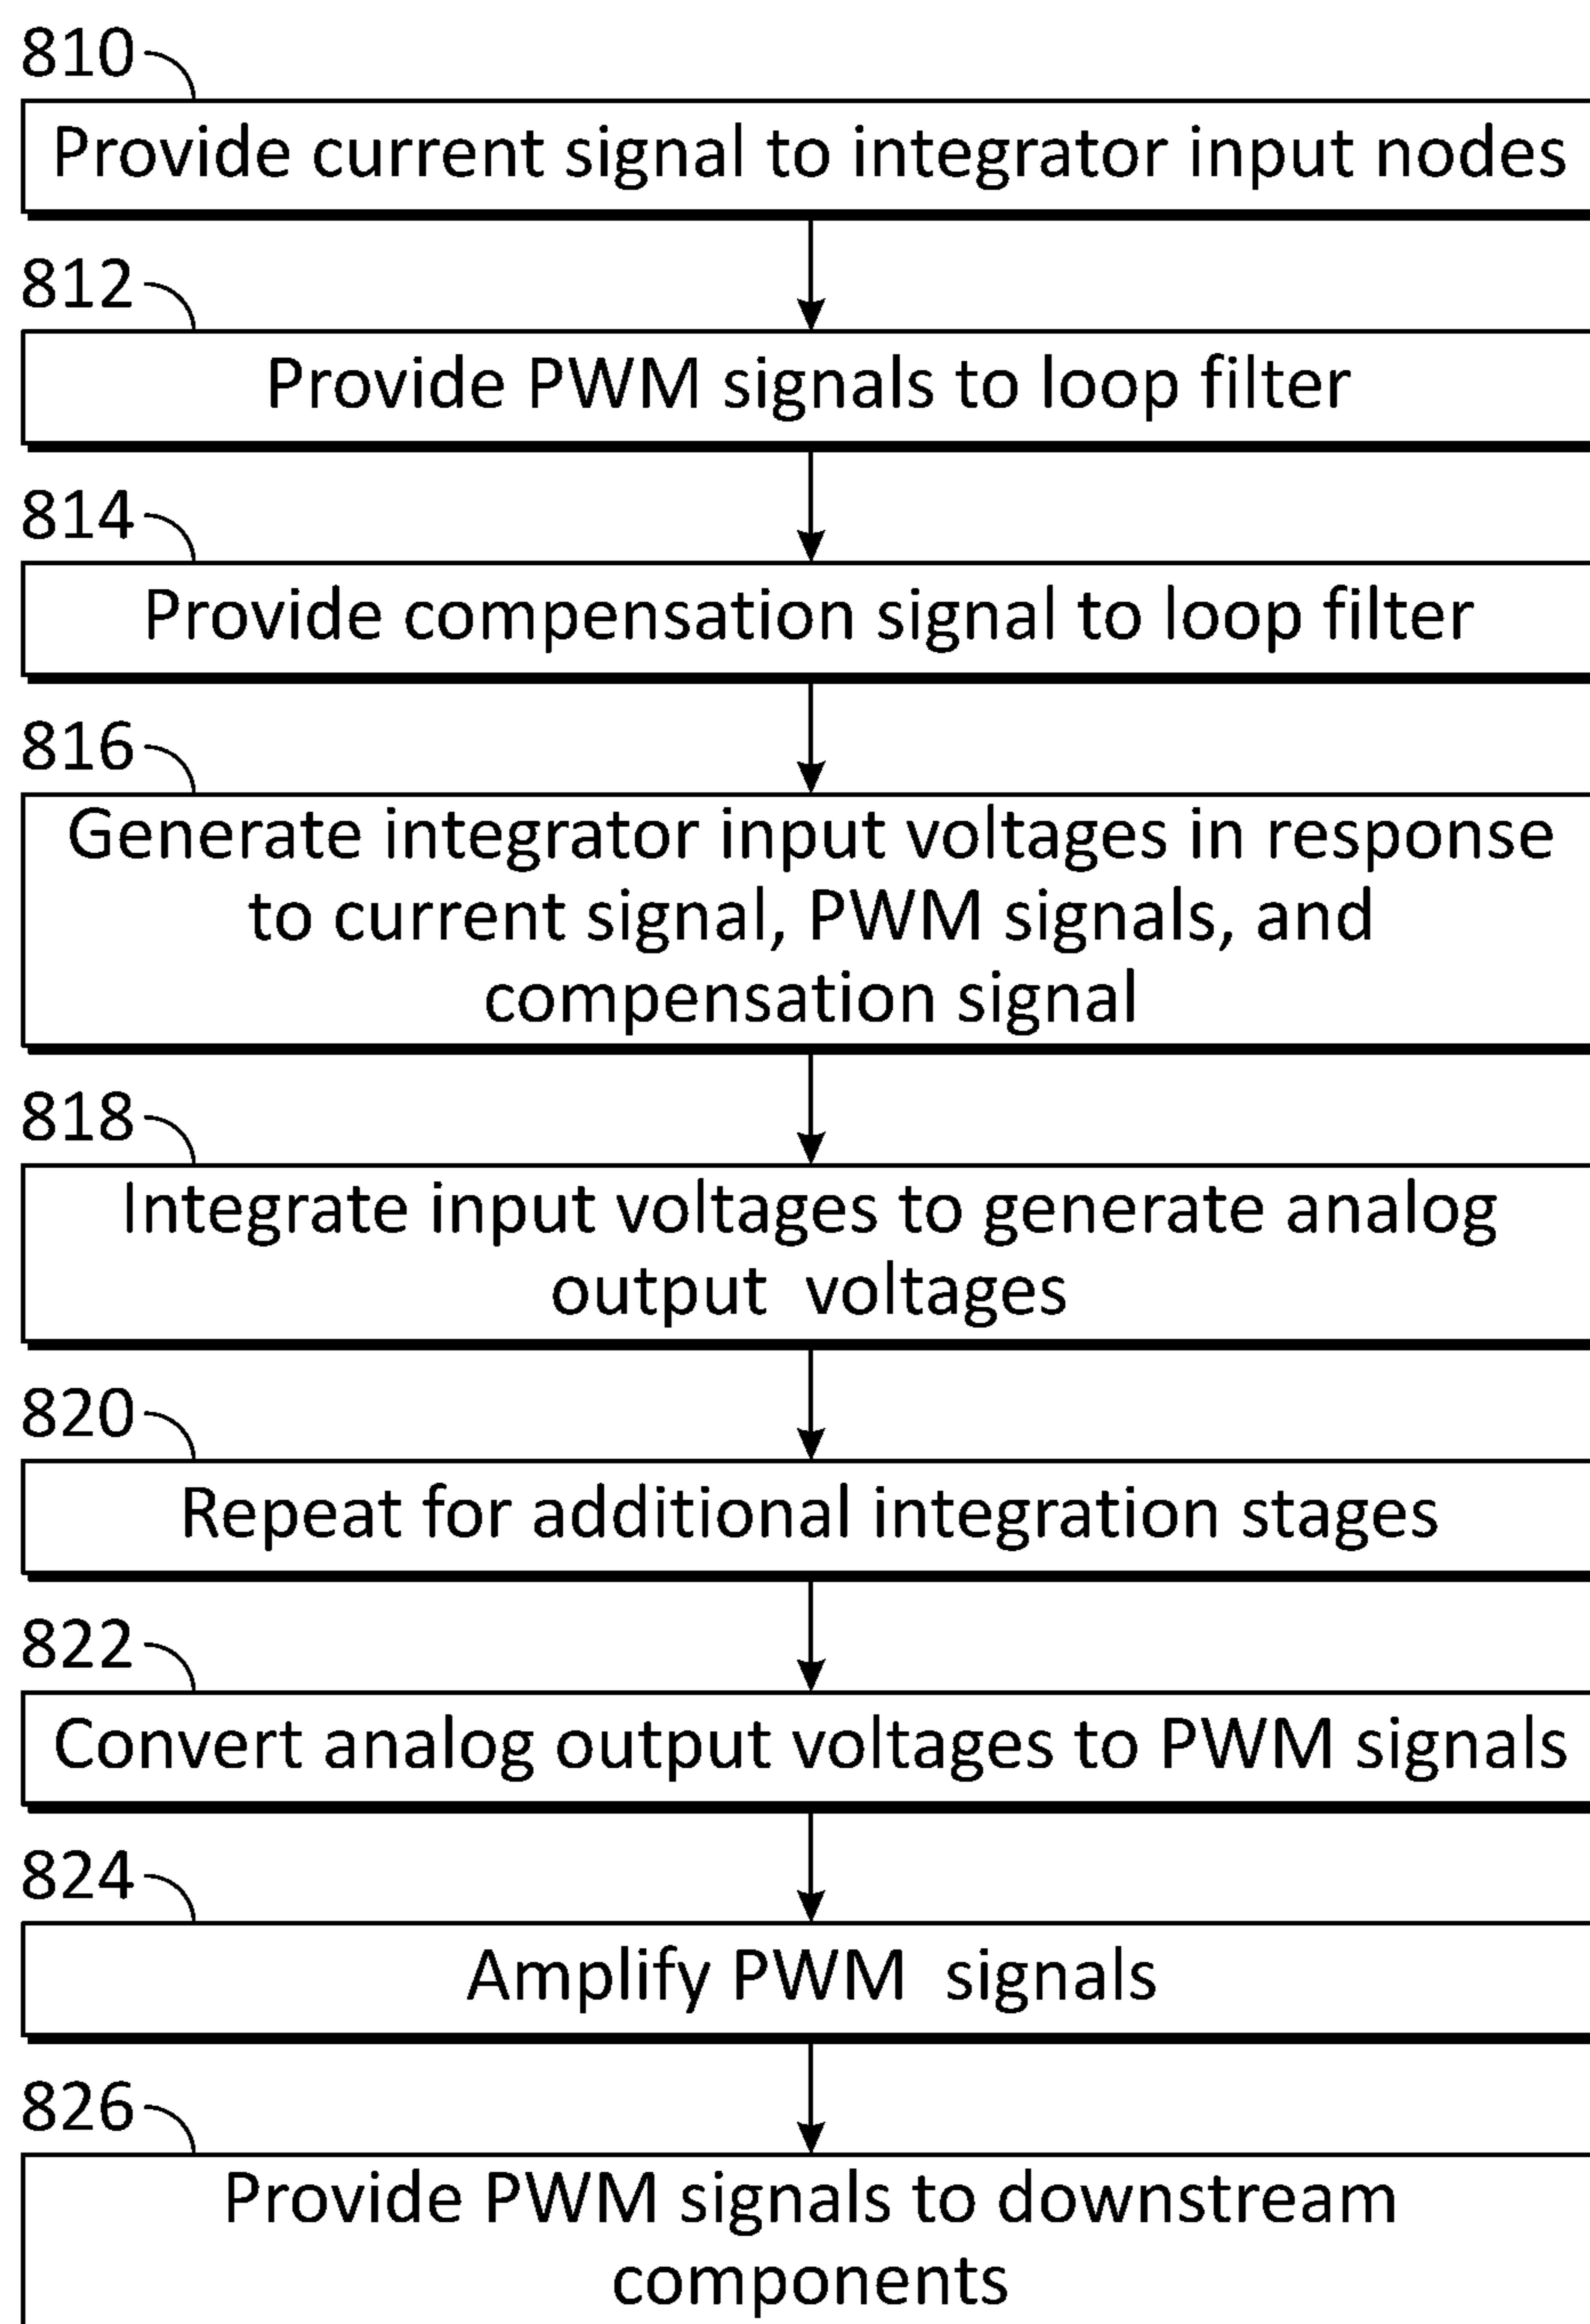 810
Provide current signal to integrator input nodes
812
Provide PWM signals to loop filter
814
Provide compensation signal to loop filter
816
Generate integrator input voltages in response
to current signal, PWM signals, and
compensation signal
818
Integrate input voltages to generate analog
output voltages
820
Repeat for additional integration stages
822
Convert analog output voltages to PWM signals
824
Amplify PWM signals
826
Provide PWM signals to downstream
components